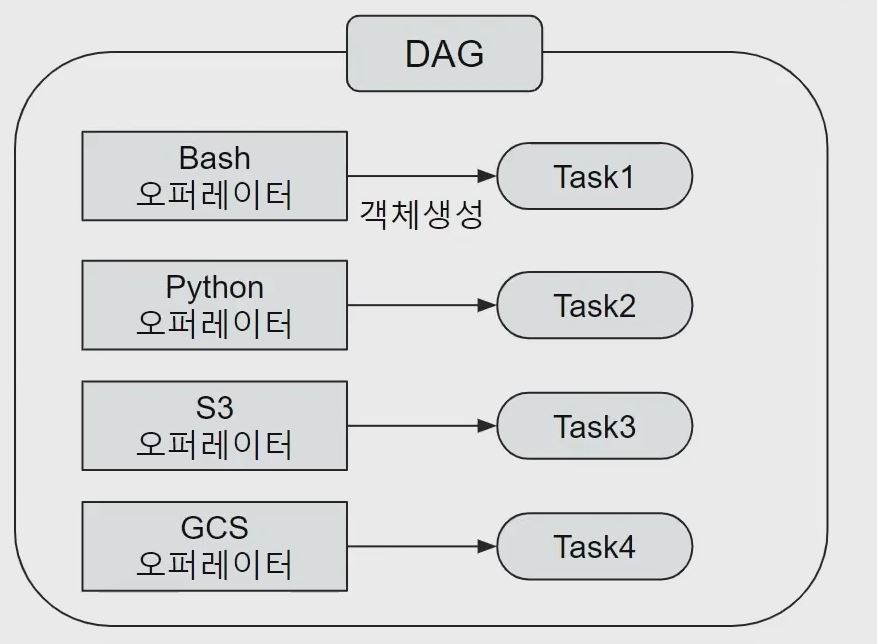 DAG
Bash
오퍼레이터
Task1
객체생성
Python
오퍼레이터
Task2
S3
오퍼레이터
Task3
GCS
오퍼레이터
Task4